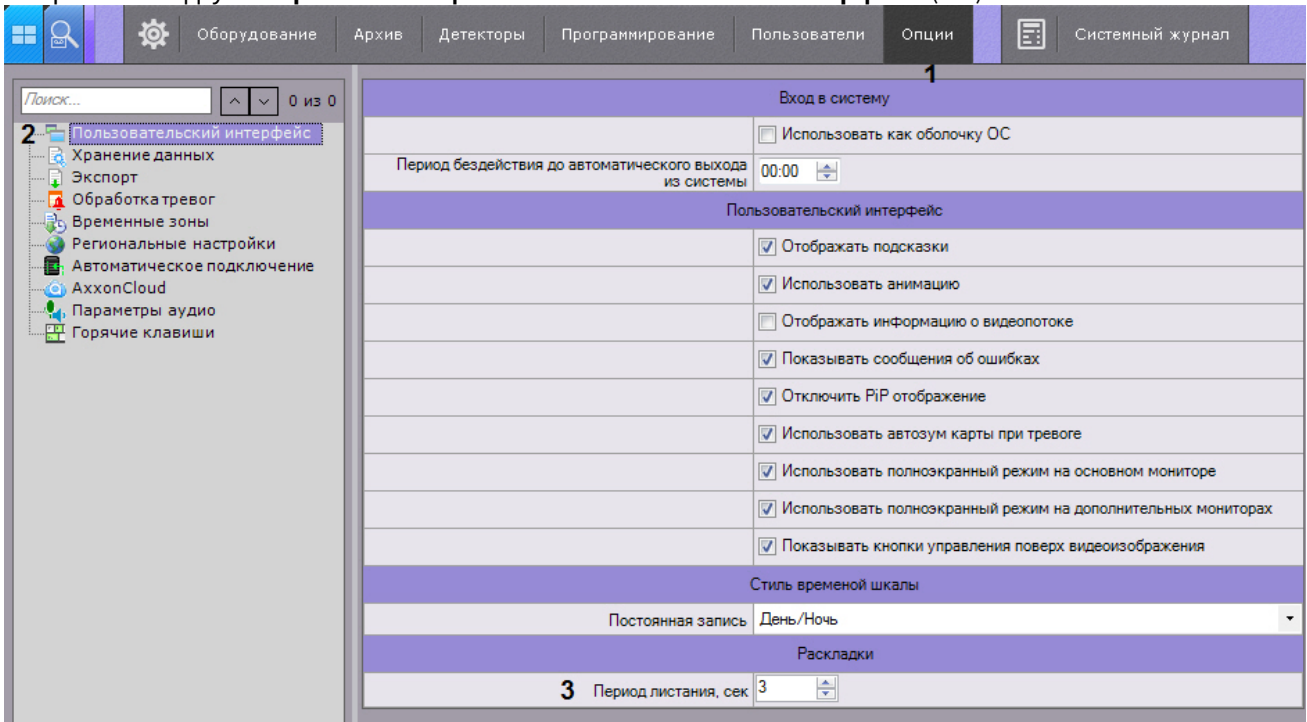 Оборудование Архив Детекторы Программирование Пользователи Опции Системный журнал
1
Поиск... 0 из 0
2 Пользовательский интерфейс
Хранение данных
Экспорт
Обработка тревог
Временные зоны
Региональные настройки
Автоматическое подключение
AxxonCloud
Параметры аудио
Горячие клавиши
Вход в систему
Использовать как оболочку ОС
Период бездействия до автоматического выхода
из системы 00:00
Пользовательский интерфейс
Отображать подсказки
Использовать анимацию
Отображать информацию о видеопотоке
Показывать сообщения об ошибках
Отключить PiP отображение
Использовать автозум карты при тревоге
Использовать полноэкранный режим на основном мониторе
Использовать полноэкранный режим на дополнительных мониторах
Показывать кнопки управления поверх видеоизображения
Стиль временой шкалы
Постоянная запись День/Ночь
Раскладки
3 Период листания, сек 3